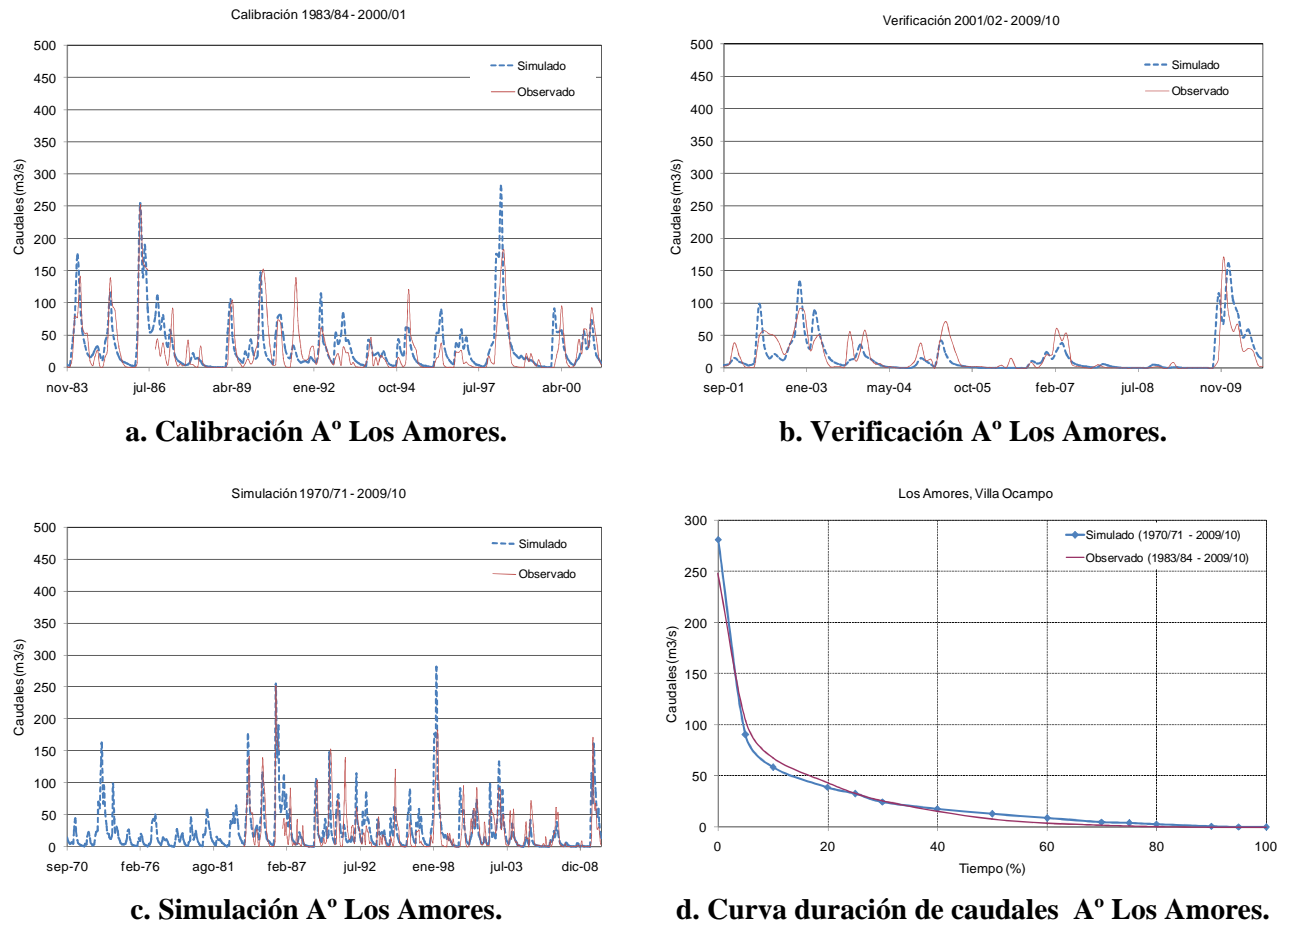 Calibración 1983/84 - 2000/01
500
450
400
350
300
250
200
150
100
50
0
Caudales (m3/s)
Simulado
Observado
nov-83 jul-86 abr-89 ene-92 oct-94 jul-97 abr-00
a. Calibración Aº Los Amores.
Verificación 2001/02 - 2009/10
500
450
400
350
300
250
200
150
100
50
0
Caudales (m3/s)
Simulado
Observado
sep-01 ene-03 may-04 oct-05 feb-07 jul-08 nov-09
b. Verificación Aº Los Amores.
Simulación 1970/71 - 2009/10
500
450
400
350
300
250
200
150
100
50
0
Caudales (m3/s)
Simulado
Observado
sep-70 feb-76 ago-81 feb-87 jul-92 ene-98 jul-03 dic-08
c. Simulación Aº Los Amores.
Los Amores, Villa Ocampo
300
250
200
150
100
50
0
Caudales (m3/s)
Simulado (1970/71 - 2009/10)
Observado (1983/84 - 2009/10)
0 20 40 60 80 100
Tiempo (%)
d. Curva duración de caudales Aº Los Amores.